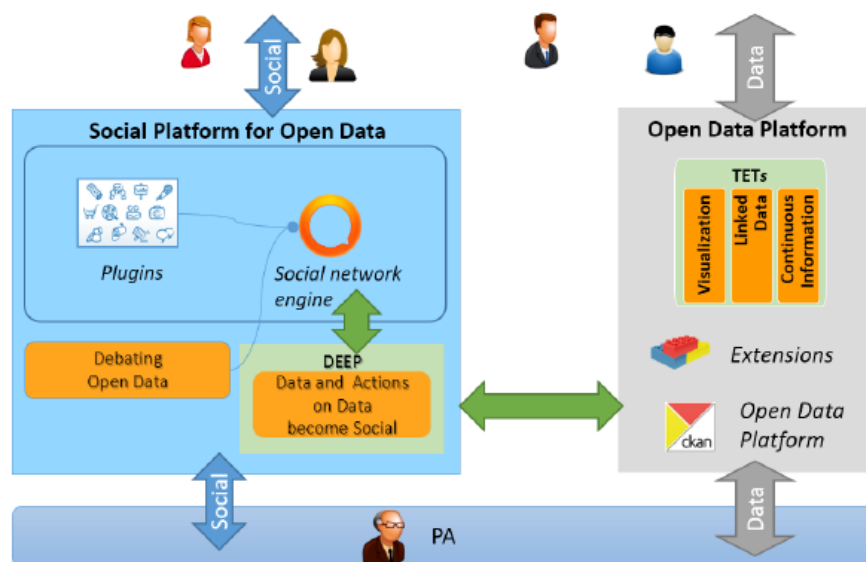 Social
Data
Social Platform for Open Data
Plugins
Social network
engine
Debating
Open Data
DEEP
Data and Actions
on Data
become Social
Open Data Platform
TETs
Visualization
Linked
Data
Continuous
Information
Extensions
ckan
Open Data
Platform
Social
Data
PA